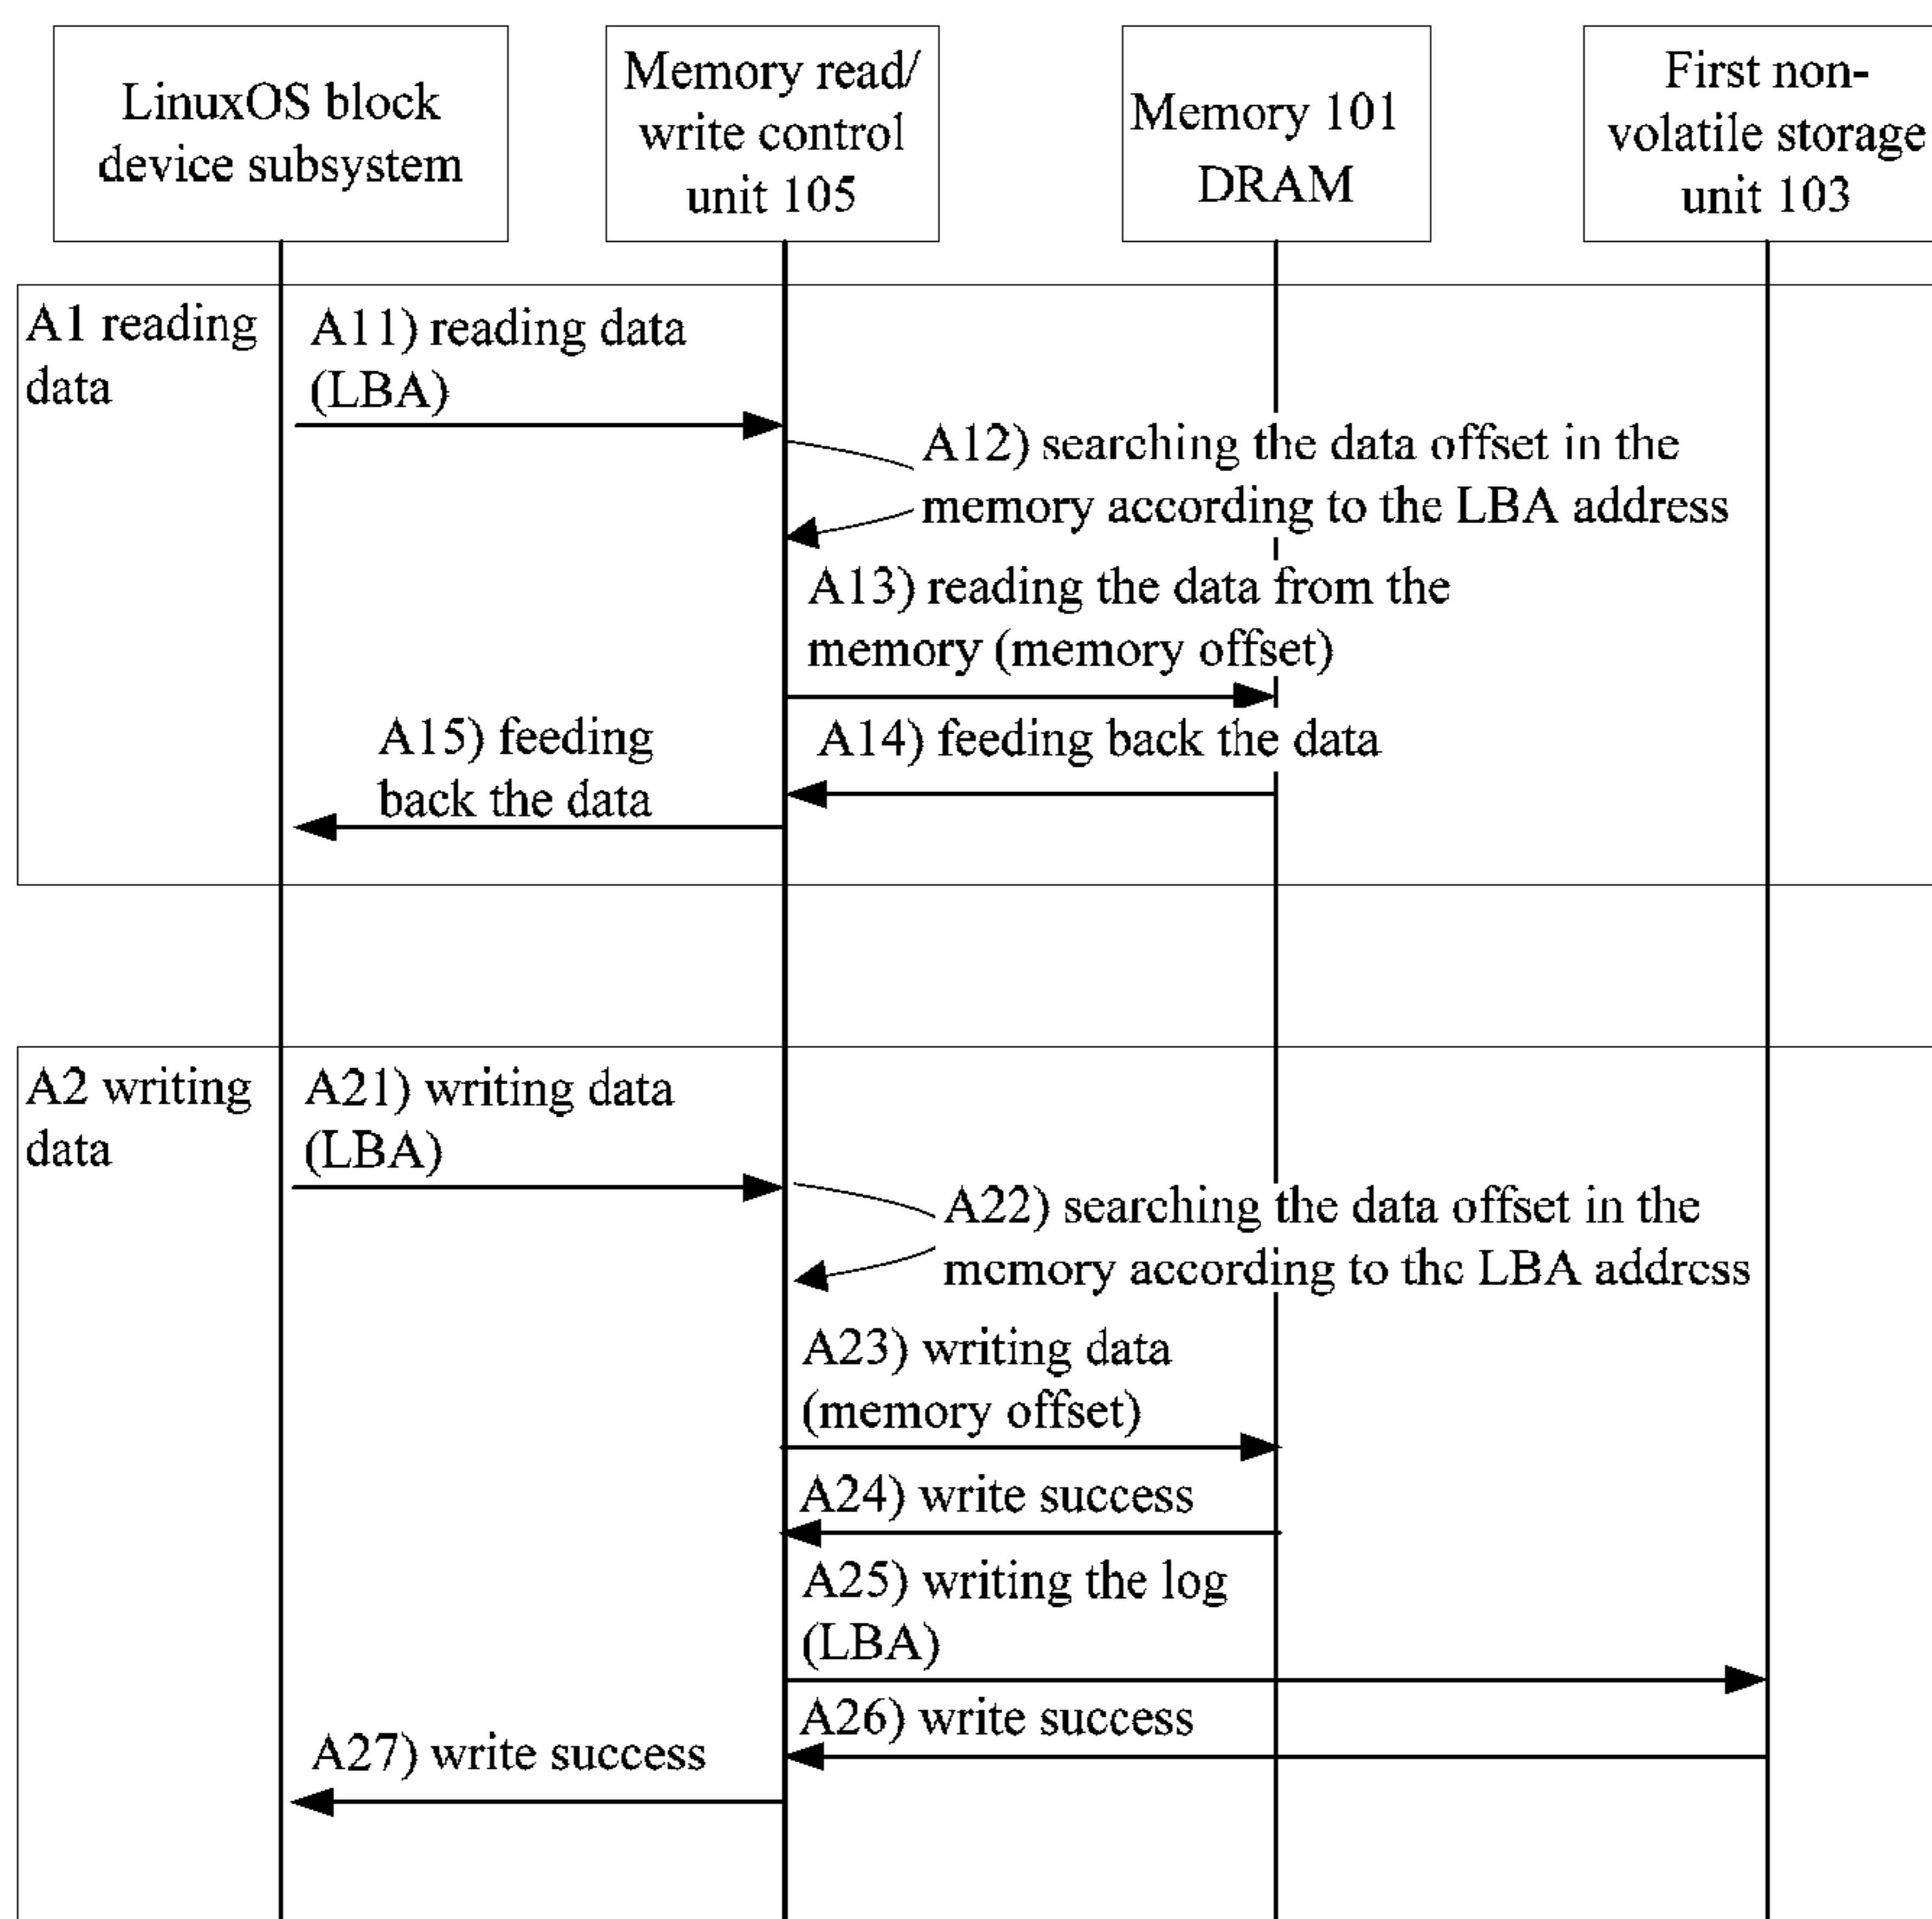 LinuxOS block
device subsystem
Memory read/
write control
unit 105
Memory 101
DRAM
First non-
volatile storage
unit 103
A1 reading
data
A11) reading data
(LBA)
A12) searching the data offset in the
memory according to the LBA address
A13) reading the data from the
memory (memory offset)
A14) feeding back the data
A15) feeding
back the data
A2 writing
data
A21) writing data
(LBA)
A22) searching the data offset in the
memory according to the LBA address
A23) writing data
(memory offset)
A24) write success
A25) writing the log
(LBA)
A26) write success
A27) write success